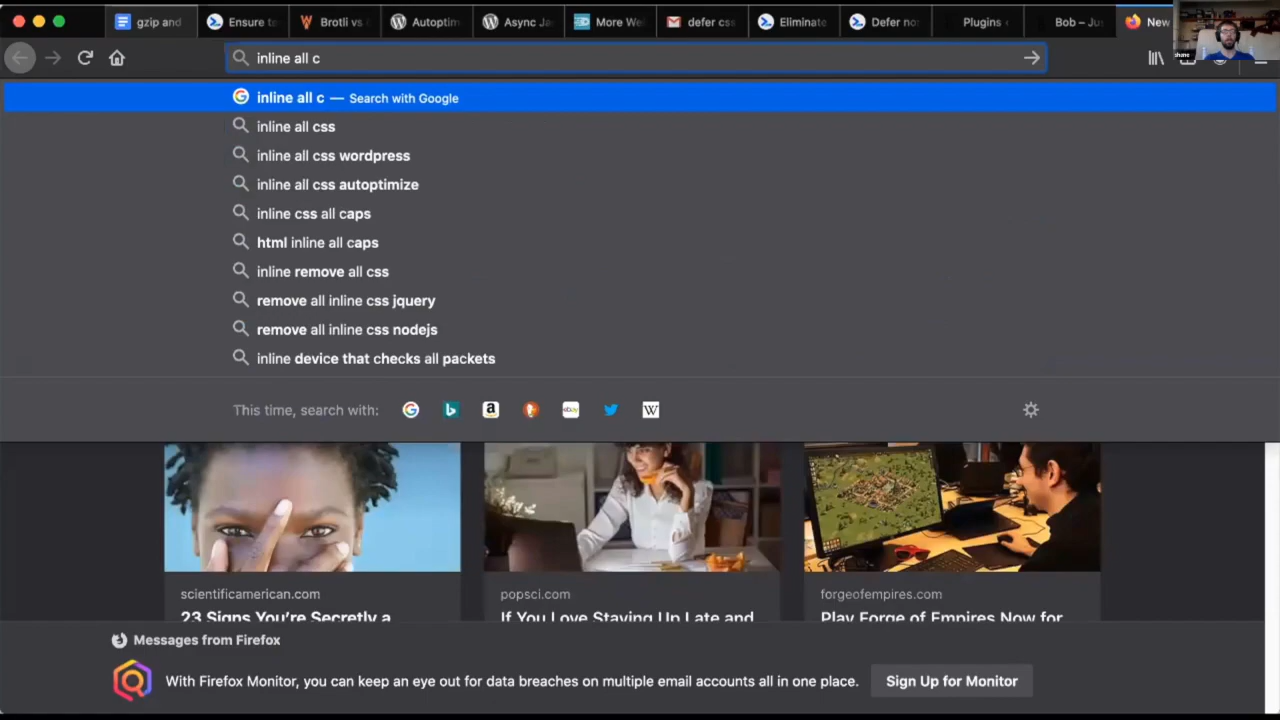 gzip and
Ensure te
Brotli vs
Autoptim
Async Ja
More We
defer css
Eliminate
Defer no
Plugins
Bob – Jus
New
shane
inline all c
inline all c — Search with Google
inline all css
inline all css wordpress
inline all css autoptimize
inline css all caps
html inline all caps
inline remove all css
remove all inline css jquery
remove all inline css nodejs
inline device that checks all packets
This time, search with:
scientificamerican.com
popsci.com
forgeofempires.com
23 Signs You're Secretly a
If You Love Staying Up Late and
Play Forge of Empires Now for
Messages from Firefox
With Firefox Monitor, you can keep an eye out for data breaches on multiple email accounts all in one place.
Sign Up for Monitor